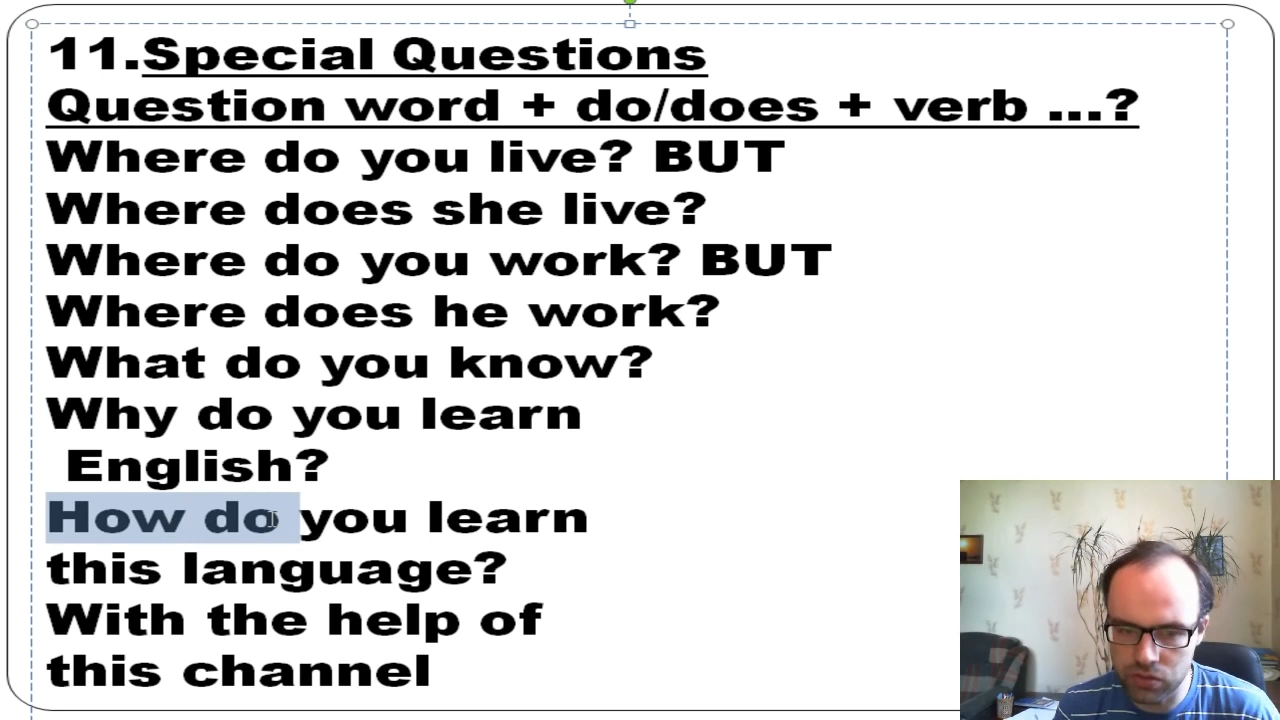 11.Special Questions
Question word + do/does + verb ...?
Where do you live? BUT
Where does she live?
Where do you work? BUT
Where does he work?
What do you know?
Why do you learn
English?
How do you learn
this language?
With the help of
this channel